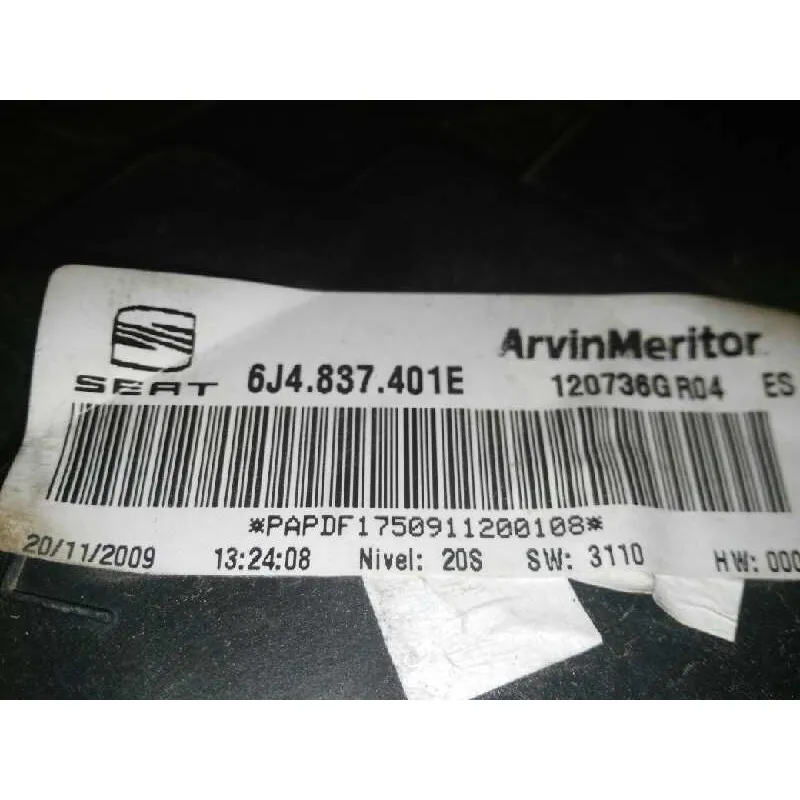 ArvinMeritor
SEAT 6J4.837.401E 120736G R04 ES
*PAPDF1750911200108*
20/11/2009 13:24:08 Nivel: 20S SW: 3110 HW: 000